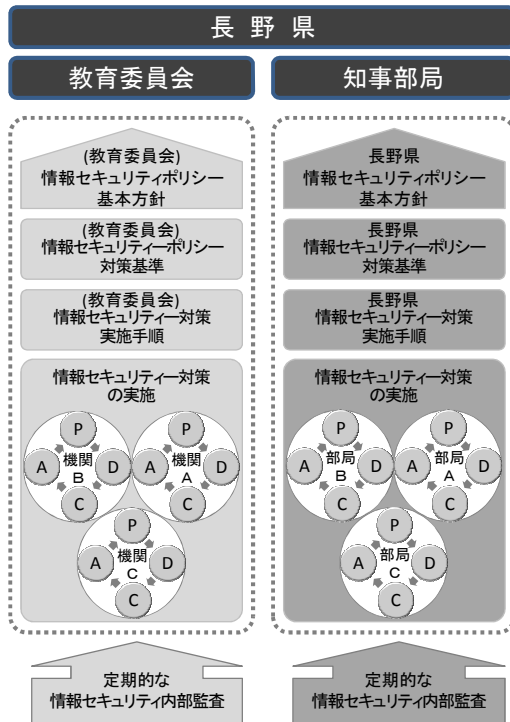 長野県
教育委員会
(教育委員会)
情報セキュリティポリシー
基本方針
(教育委員会)
情報セキュリティーポリシー
対策基準
(教育委員会)
情報セキュリティー対策
実施手順
情報セキュリティー対策
の実施
P
A
機関
B
D
C
P
A
機関
A
D
C
P
A
機関
C
D
C
定期的な
情報セキュリティ内部監査
知事部局
長野県
情報セキュリティポリシー
基本方針
長野県
情報セキュリティーポリシー
対策基準
長野県
情報セキュリティー対策
実施手順
情報セキュリティー対策
の実施
P
A
部局
B
D
C
P
A
部局
A
D
C
P
A
部局
C
D
C
定期的な
情報セキュリティ内部監査